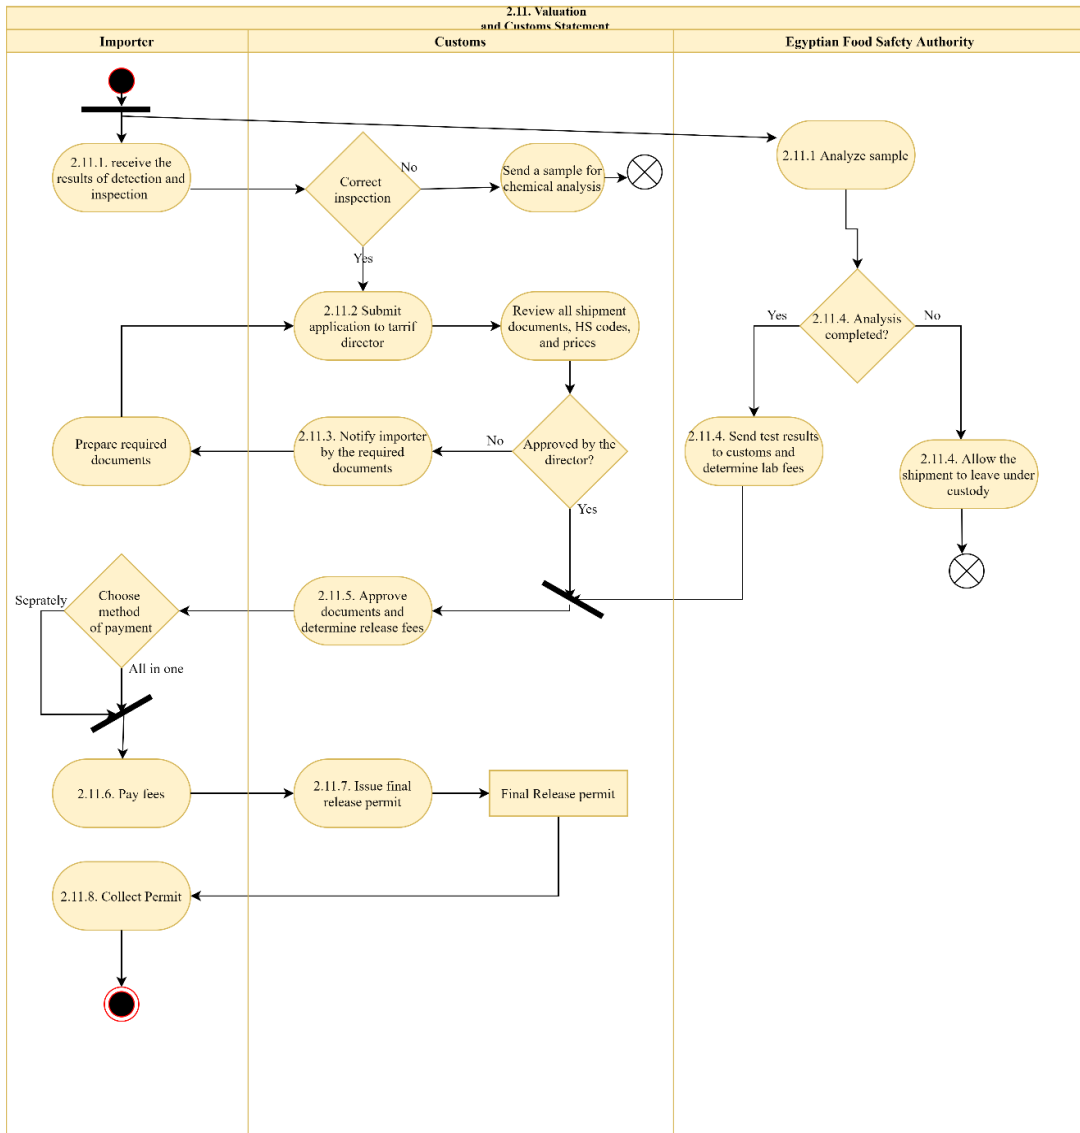 2.11. Valuation
and Customs Statement
Importer
Customs
Egyptian Food Safety Authority
2.11.1. receive the
results of detection and
inspection
Correct
inspection
No
Yes
Send a sample for
chemical analysis
2.11.1 Analyze sample
2.11.2 Submit
application to tarrif
director
Review all shipment
documents, HS codes,
and prices
Yes
2.11.4. Analysis
completed?
No
Prepare required
documents
2.11.3. Notify importer
by the required
documents
No
Approved by the
director?
Yes
2.11.4. Send test results
to customs and
determine lab fees
2.11.4. Allow the
shipment to leave under
custody
Seprately
Choose
method
of payment
All in one
2.11.5. Approve
documents and
determine release fees
2.11.6. Pay fees
2.11.7. Issue final
release permit
Final Release permit
2.11.8. Collect Permit